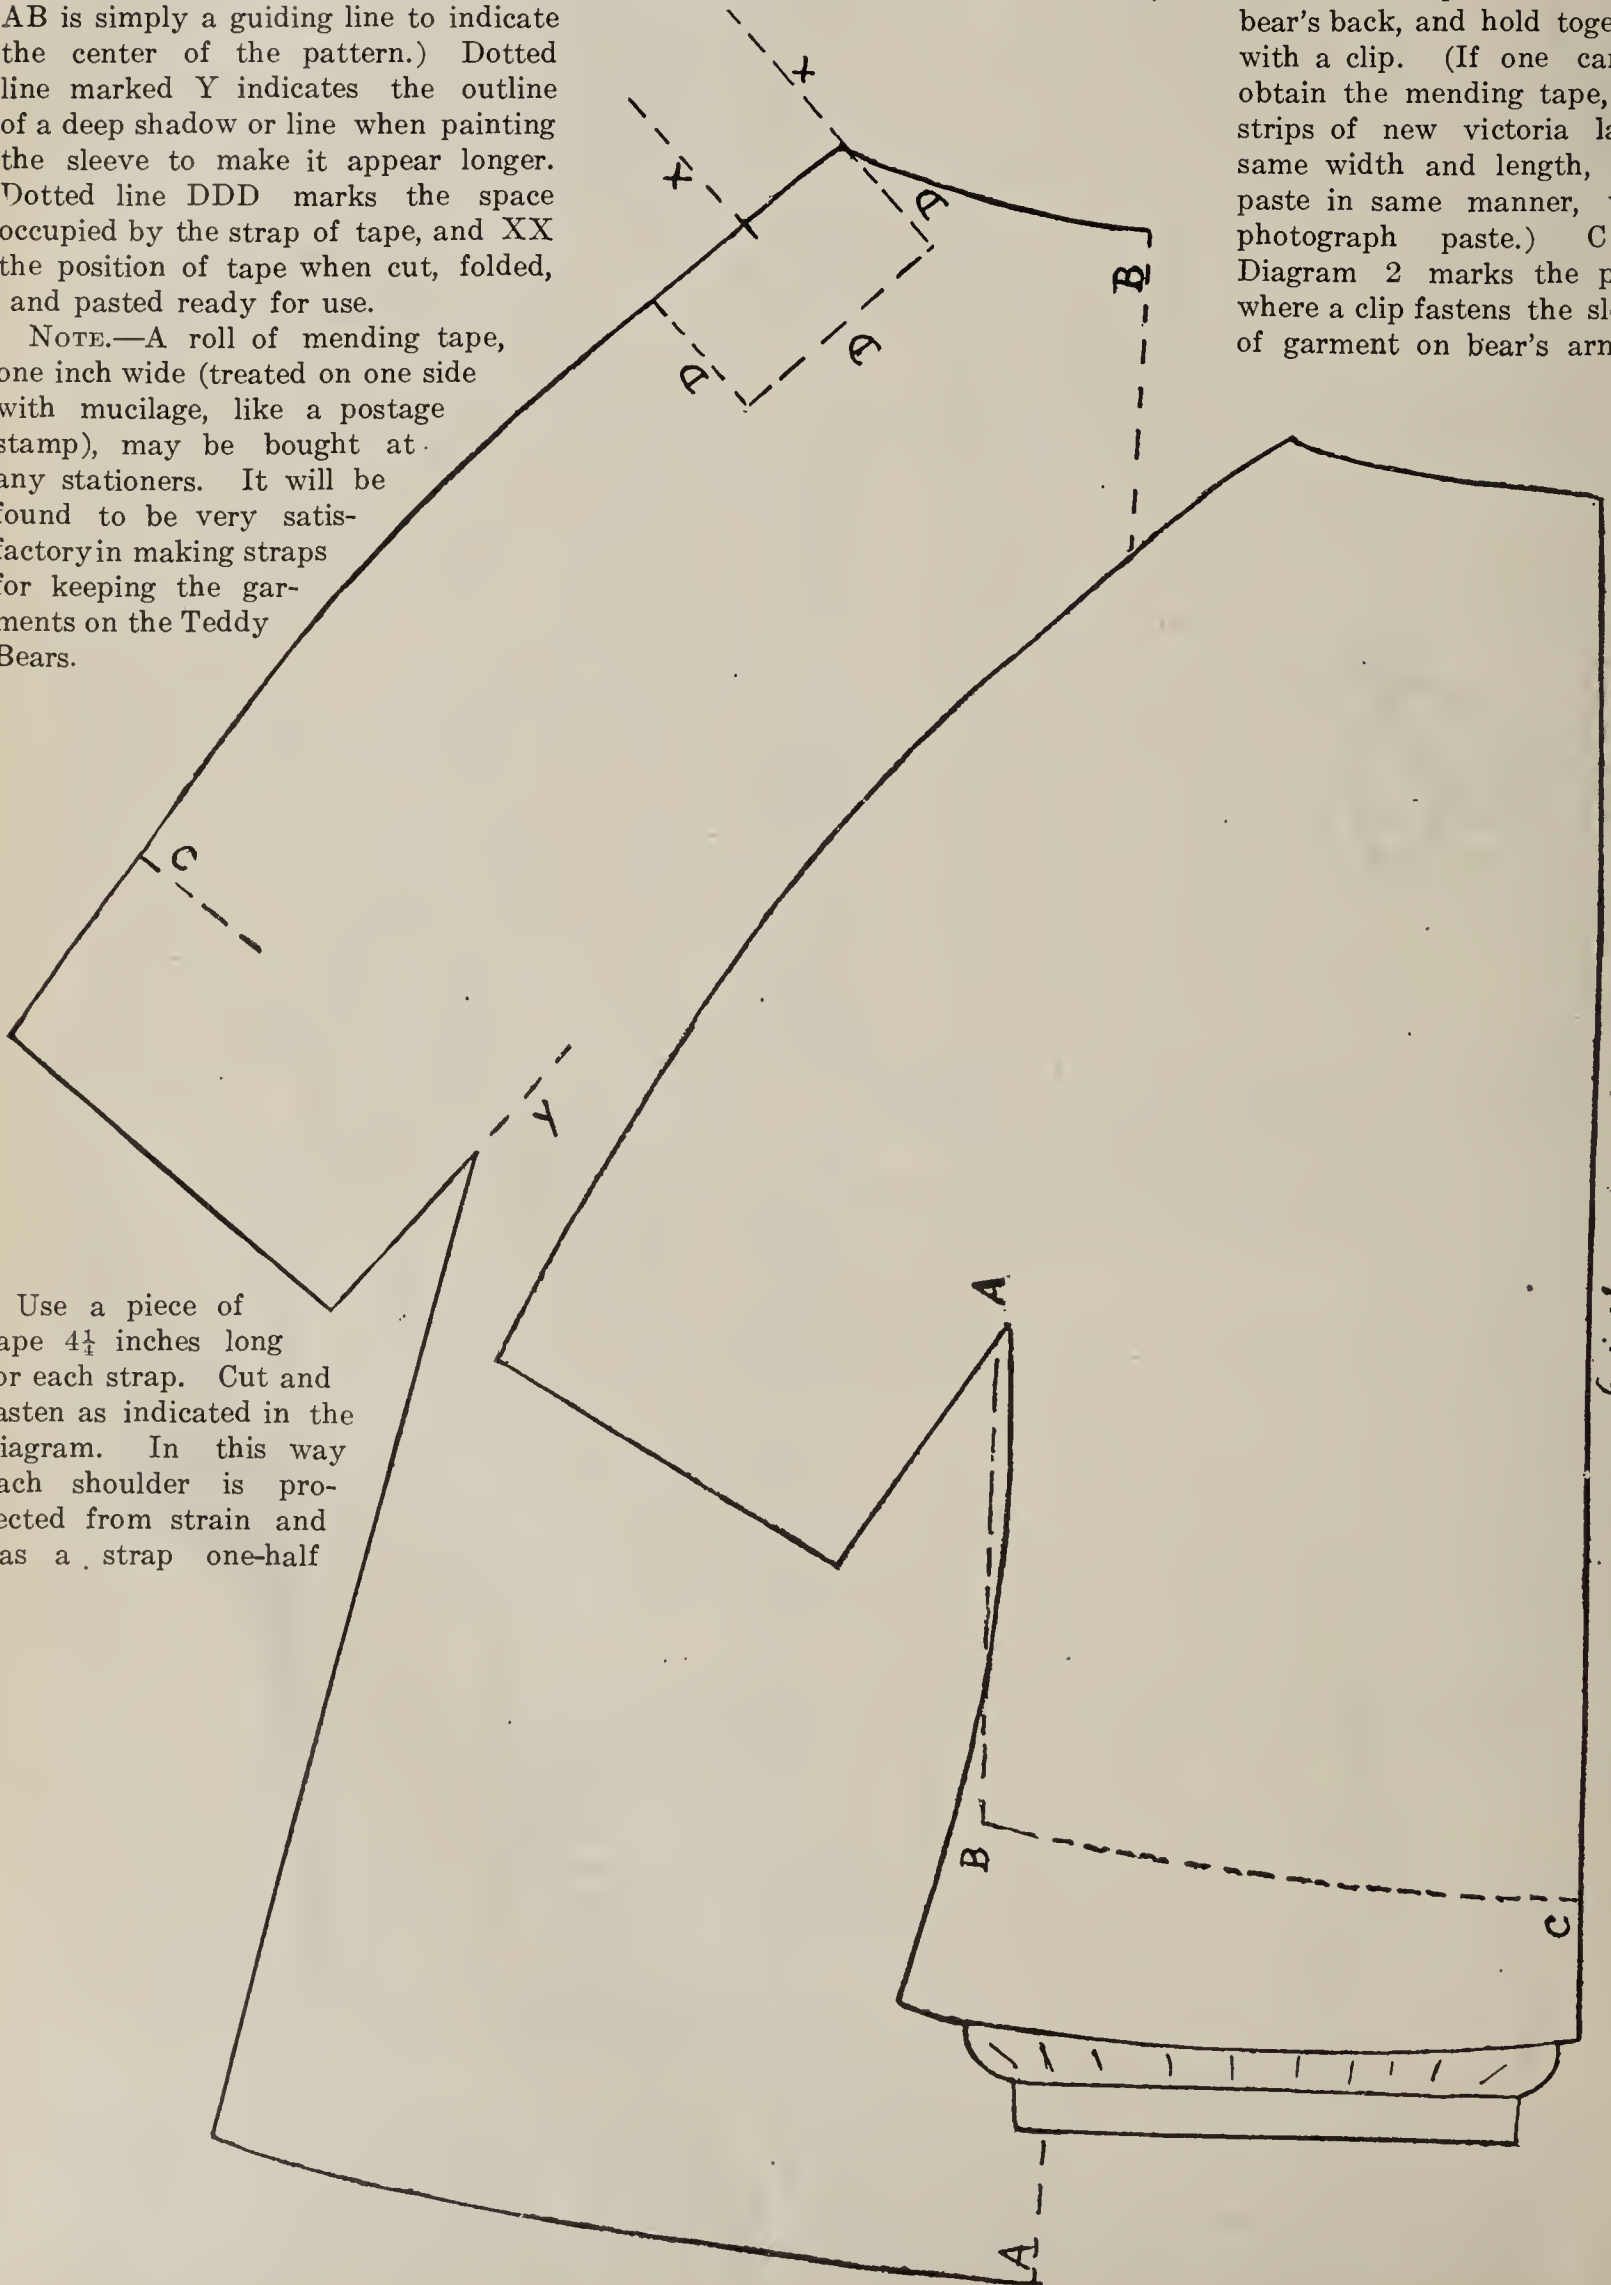 AB is simply a guiding line to indicate
the center of the pattern.) Dotted
line marked Y indicates the outline
of a deep shadow or line when painting
the sleeve to make it appear longer.
Dotted line DDD marks the space
occupied by the strap of tape, and XX
the position of tape when cut, folded,
and pasted ready for use.
NOTE.—A roll of mending tape,
one inch wide (treated on one side
with mucilage, like a postage
stamp), may be bought at
any stationers. It will be
found to be very satis-
factory in making straps
for keeping the gar-
ments on the Teddy
Bears.
Use a piece of
ape 4¼ inches long
or each strap. Cut and
asten as indicated in the
iagram. In this way
ach shoulder is pro-
ected from strain and
as a strap one-half
bear's back, and hold toge
with a clip. (If one ca
obtain the mending tape,
strips of new victoria la
same width and length,
paste in same manner,
photograph paste.) C
Diagram 2 marks the p
where a clip fastens the sl
of garment on bear's arm
X
X
D
D
D
B
C
Y
A
B
C
A